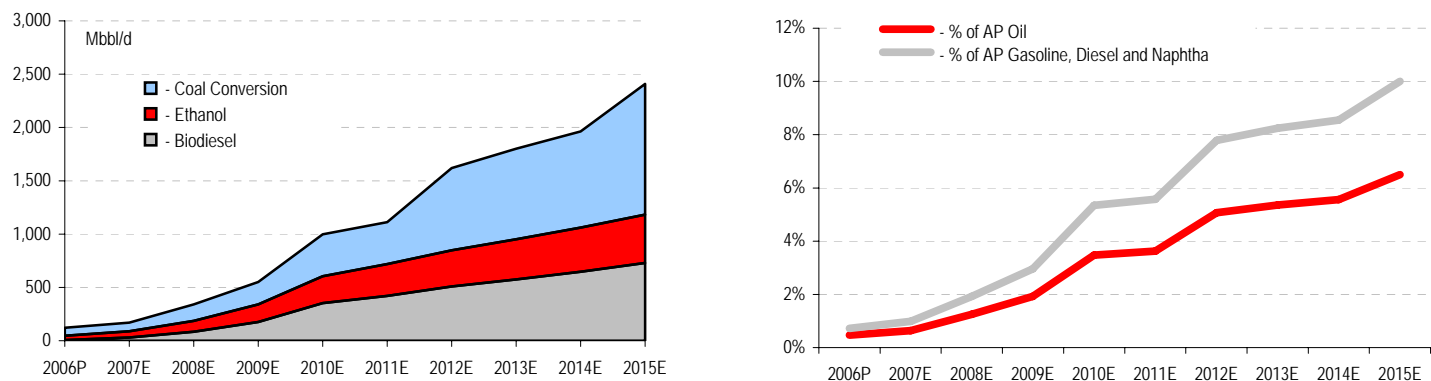 3,000
Mbbl/d
2,500
2,000
1,500
1,000
500
0
- Coal Conversion
- Ethanol
- Biodiesel
2006P 2007E 2008E 2009E 2010E 2011E 2012E 2013E 2014E 2015E
12%
10%
8%
6%
4%
2%
0%
- % of AP Oil
- % of AP Gasoline, Diesel and Naphtha
2006P 2007E 2008E 2009E 2010E 2011E 2012E 2013E 2014E 2015E